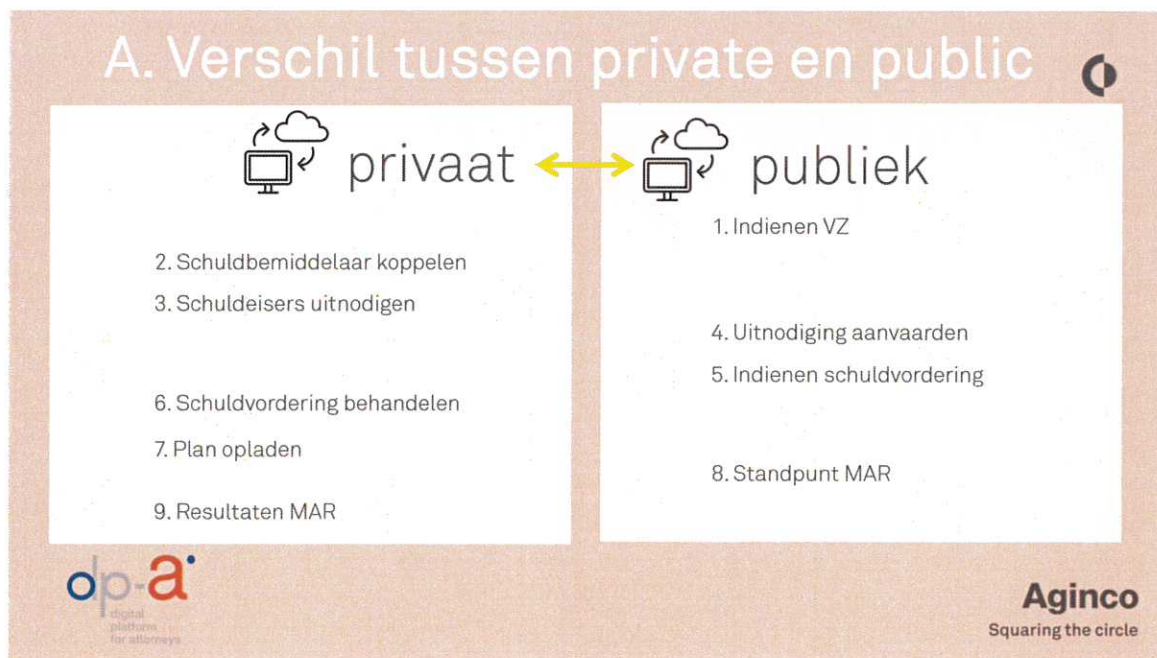 A. Verschil tussen private en public
privaat
2. Schuldbemiddelaar koppelen
3. Schuldeisers uitnodigen
6. Schuldvordering behandelen
7. Plan opladen
9. Resultaten MAR
publiek
1. Indienen VZ
4. Uitnodiging aanvaarden
5. Indienen schuldvordering
8. Standpunt MAR
dp-a
digital
platform
for attorneys
Aginco
Squaring the circle